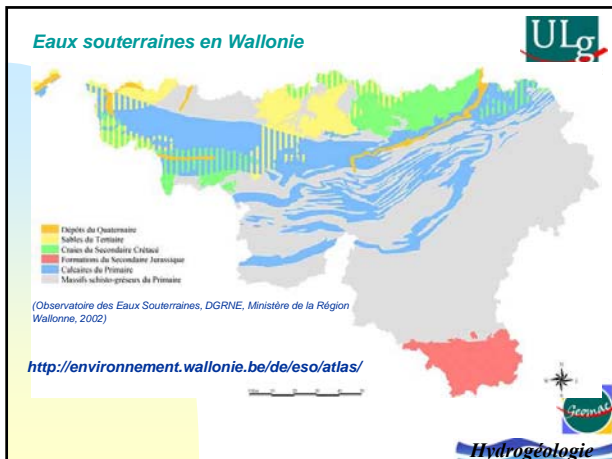 Eaux souterraines en Wallonie
ULg
Dépôts du Quaternaire
Sables du Tertiaire
Craies du Secondaire Crétacé
Formations du Secondaire Jurassique
Calcaires du Primaire
Massifs schisto-gréseux du Primaire
(Observatoire des Eaux Souterraines, DGRNE, Ministère de la Région
Wallonne, 2002)
http://environnement.wallonie.be/de/eso/atlas/
Geomac
Hydrogéologie